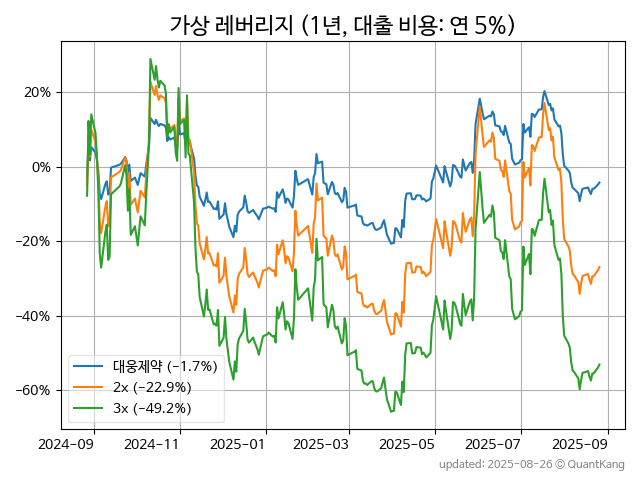 가상 레버리지 (1년, 대출 비용: 연 5%)
20%
0%
−20%
−40%
−60%
대웅제약 (−1.7%)
2x (−22.9%)
3x (−49.2%)
2024-09 2024-11 2025-01 2025-03 2025-05 2025-07 2025-09
updated: 2025-08-26 © QuantKang